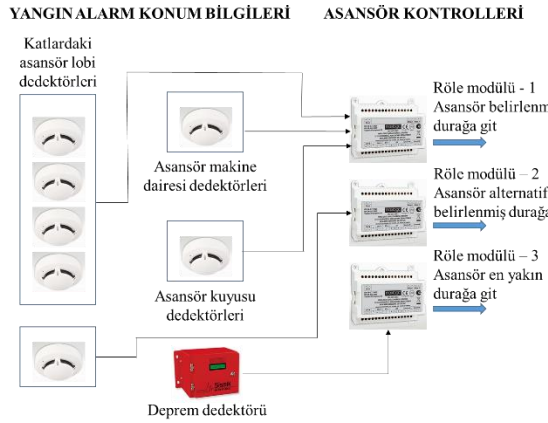 YANGIN ALARM KONUM BİLGİLERİ
ASANSÖR KONTROLLERİ
Katlardaki
asansör lobi
dedektörleri
Asansör makine
dairesi dedektörleri
Asansör kuyusu
dedektörleri
Deprem dedektörü
Röle modülü - 1
Asansör belirlenm
durağa git
Röle modülü – 2
Asansör alternatif
belirlenmiş durağa
Röle modülü – 3
Asansör en yakın
durağa git